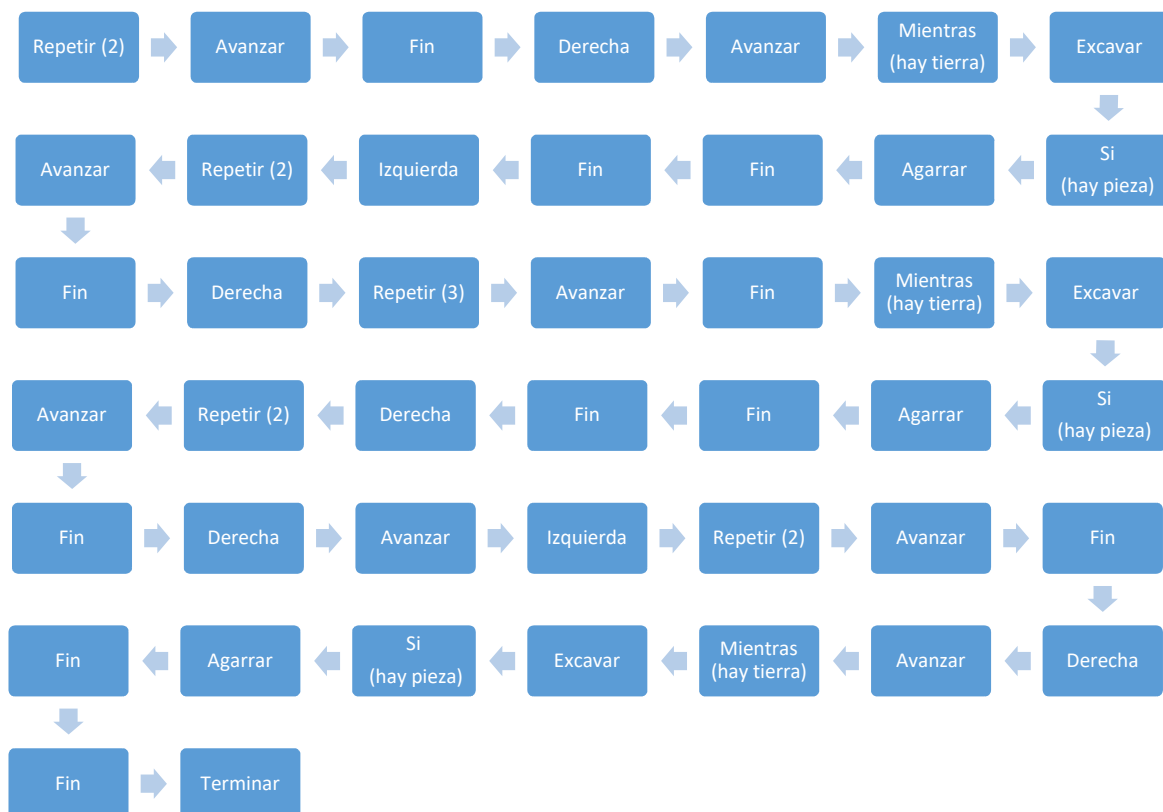 Repetir (2)
Avanzar
Fin
Derecha
Avanzar
Mientras
(hay tierra)
Excavar
Si
(hay pieza)
Agarrar
Fin
Fin
Izquierda
Repetir (2)
Avanzar
Fin
Derecha
Repetir (3)
Avanzar
Fin
Mientras
(hay tierra)
Excavar
Si
(hay pieza)
Agarrar
Fin
Fin
Derecha
Repetir (2)
Avanzar
Fin
Derecha
Avanzar
Izquierda
Repetir (2)
Avanzar
Fin
Derecha
Avanzar
Mientras
(hay tierra)
Excavar
Si
(hay pieza)
Agarrar
Fin
Fin
Terminar